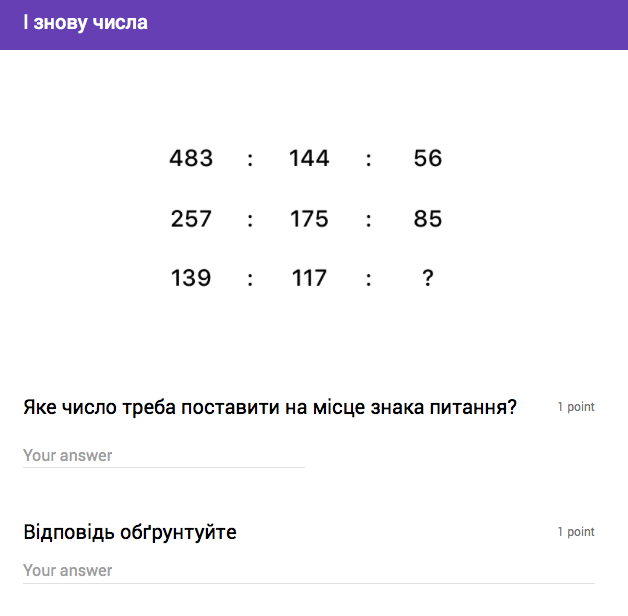 І знову числа
483 : 144 : 56
257 : 175 : 85
139 : 117 : ?
Яке число треба поставити на місце знака питання? 1 point
Your answer
Відповідь обґрунтуйте 1 point
Your answer